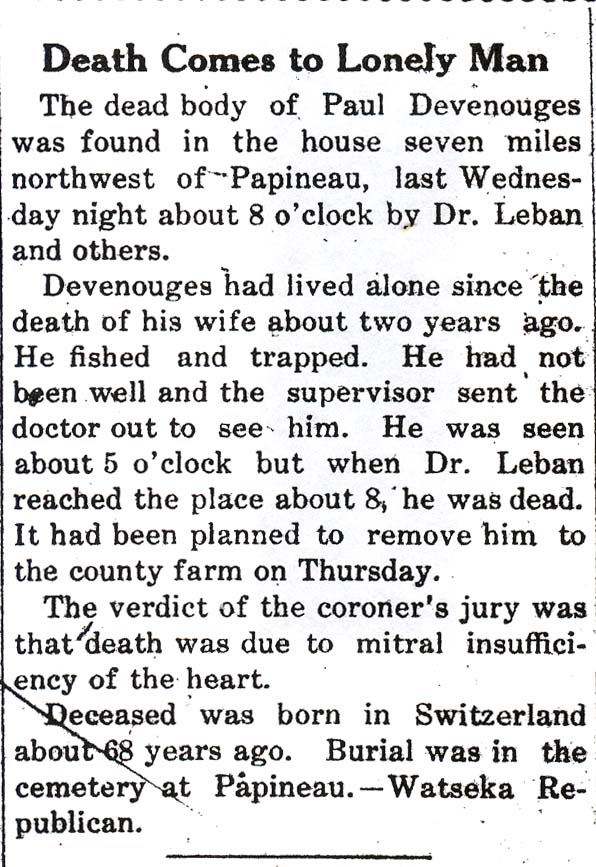 Death Comes to Lonely Man
The dead body of Paul Devenouges
was found in the house seven miles
northwest of Papineau, last Wednes-
day night about 8 o'clock by Dr. Leban
and others.
Devenouges had lived alone since the
death of his wife about two years ago.
He fished and trapped. He had not
been well and the supervisor sent the
doctor out to see him. He was seen
about 5 o'clock but when Dr. Leban
reached the place about 8, he was dead.
It had been planned to remove him to
the county farm on Thursday.
The verdict of the coroner's jury was
that death was due to mitral insuffici-
ency of the heart.
Deceased was born in Switzerland
about 68 years ago. Burial was in the
cemetery at Papineau.—Watseka Re-
publican.